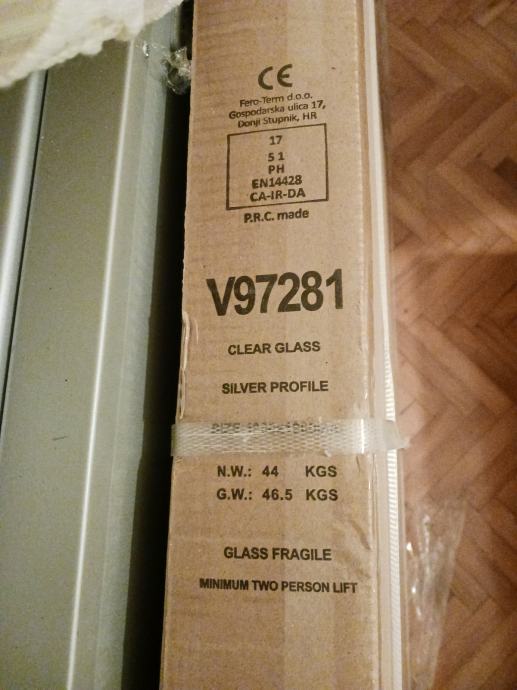 CE
Fero-Term d.o.o.
Gospodarska ulica 17,
Donji Stupnik, HR
17
51
PH
EN14428
CA-IR-DA
P.R.C. made
V97281
CLEAR GLASS
SILVER PROFILE
SIZE
N.W.: 44 KGS
G.W.: 46.5 KGS
GLASS FRAGILE
MINIMUM TWO PERSON LIFT